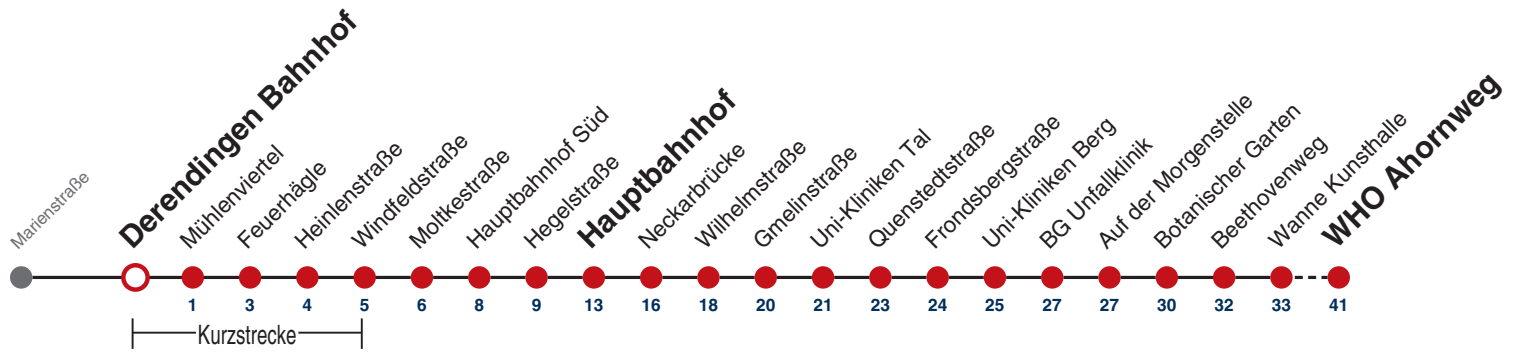 Marienstraße
Derendingen Bahnhof
Mühlenviertel
Feuerhägle
Heinlenstraße
Windfeldstraße
Moltkestraße
Hauptbahnhof Süd
Hegelstraße
Hauptbahnhof
Neckarbrücke
Wilhelmstraße
Gmelinstraße
Uni-Kliniken Tal
Quenstedtstraße
Frondsbergstraße
Uni-Kliniken Berg
BG Unfallklinik
Auf der Morgenstelle
Botanischer Garten
Beethovenweg
Wanne Kunsthalle
WHO Ahornweg
1 3 4 5 6 8 9 13 16 18 20 21 23 24 25 27 27 30 32 33 41
Kurzstrecke